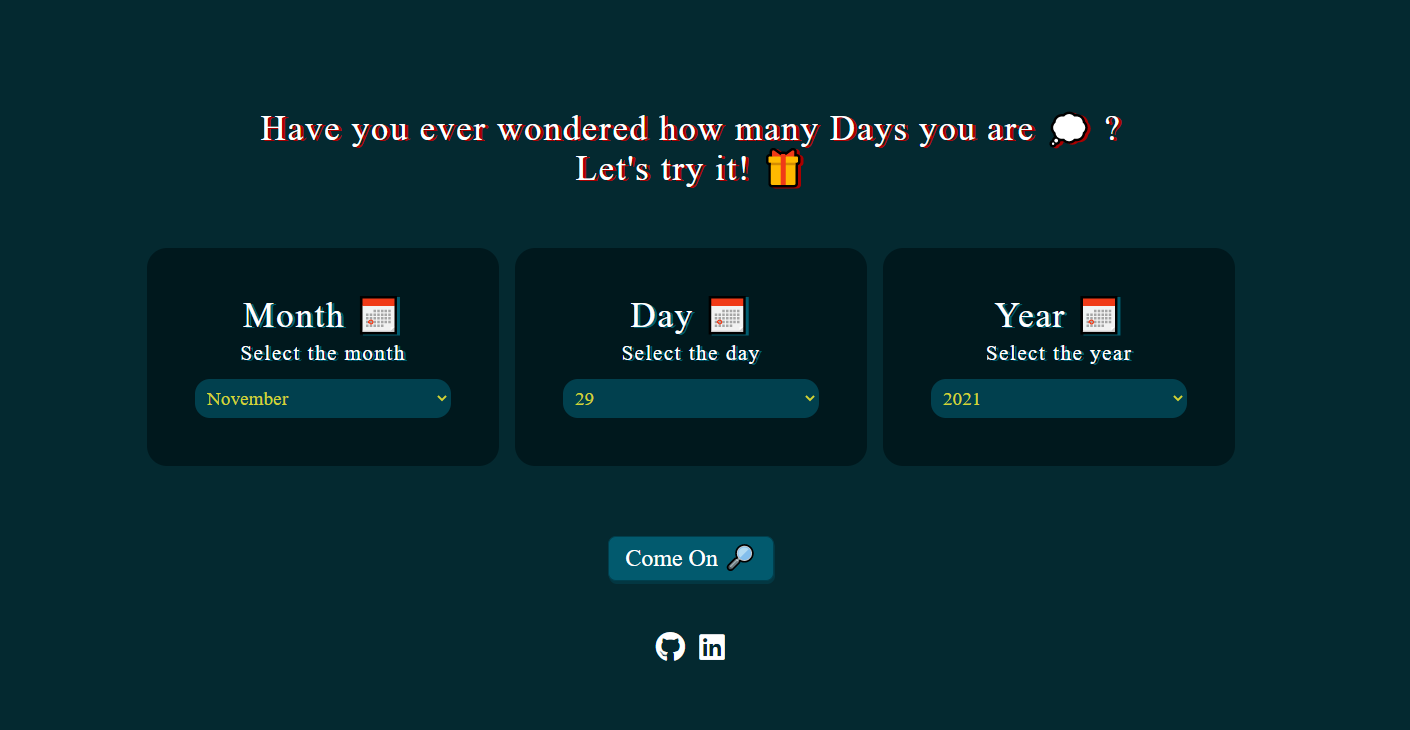 Have you ever wondered how many Days you are 💭 ?
Let's try it! 🎁
Month 📅
Select the month
November
Day 📅
Select the day
29
Year 📅
Select the year
2021
Come On 🔎
in